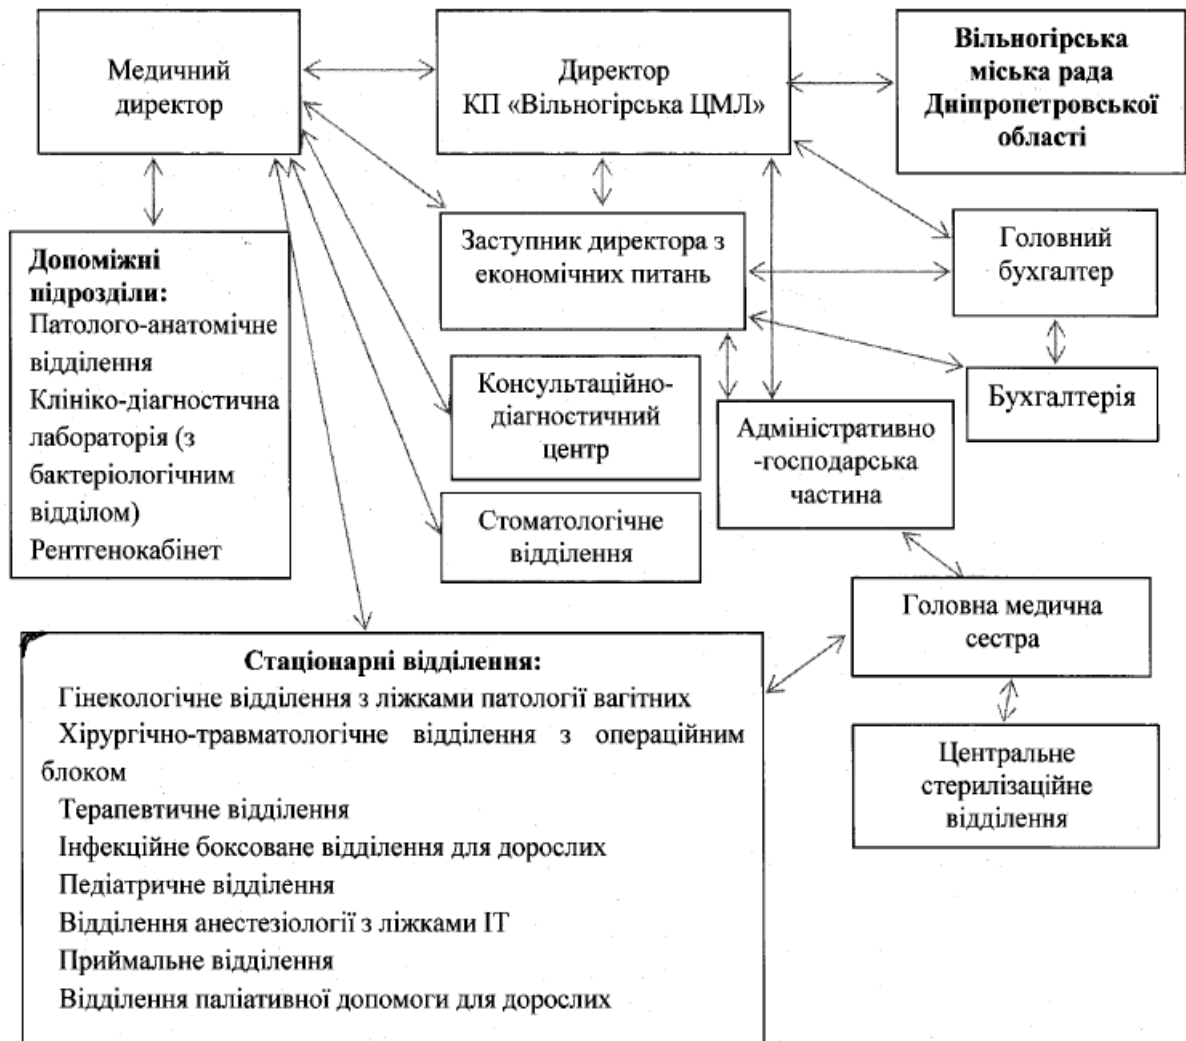 Медичний
директор
Директор
КП «Вільногірська ЦМЛ»
Вільногірська
міська рада
Дніпропетровської
області
Допоміжні
підрозділи:
Патолого-анатомічне
відділення
Клініко-діагностична
лабораторія (з
бактеріологічним
відділом)
Рентгенокабінет
Заступник директора з
економічних питань
Головний
бухгалтер
Консультаційно-
діагностичний
центр
Бухгалтерія
Адміністративно
-господарська
частина
Стоматологічне
відділення
Головна медична
сестра
Стаціонарні відділення:
Гінекологічне відділення з ліжками патології вагітних
Хірургічно-травматологічне відділення з операційним
блоком
Терапевтичне відділення
Інфекційне боксоване відділення для дорослих
Педіатричне відділення
Відділення анестезіології з ліжками ІТ
Приймальне відділення
Відділення паліативної допомоги для дорослих
Центральне
стерилізаційне
відділення